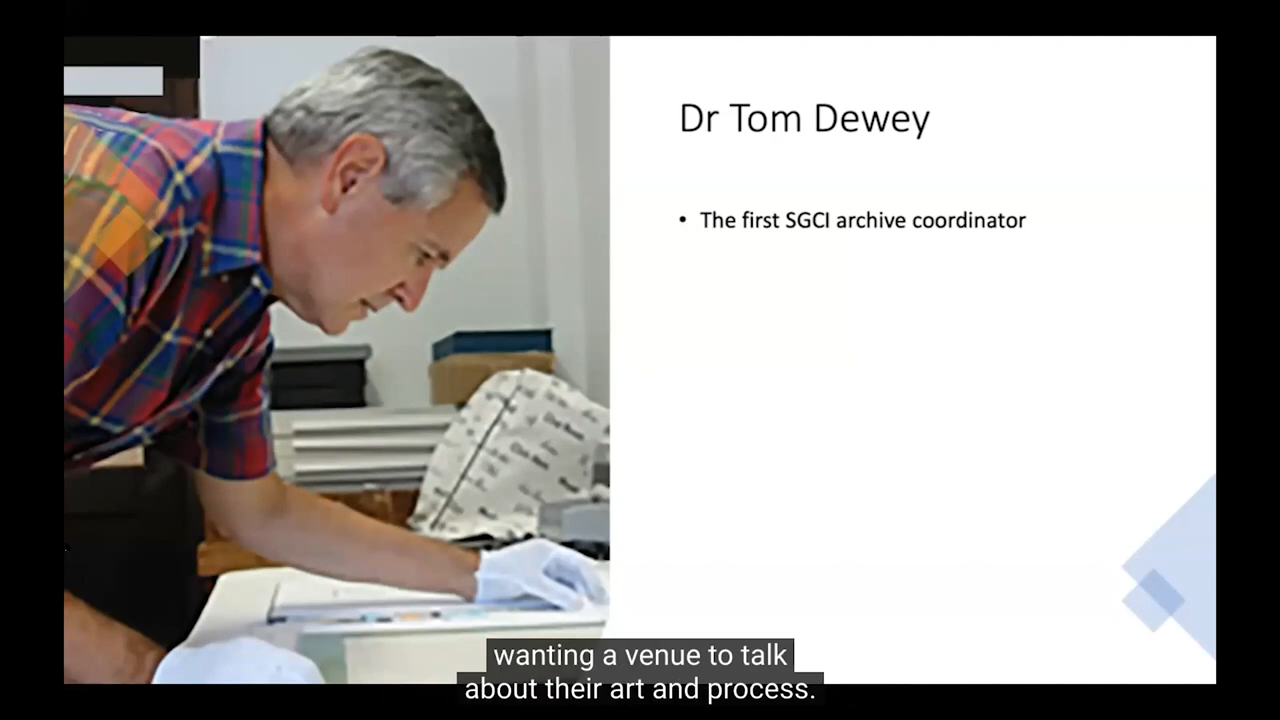 Dr Tom Dewey
• The first SGCI archive coordinator
wanting a venue to talk
about their art and process.